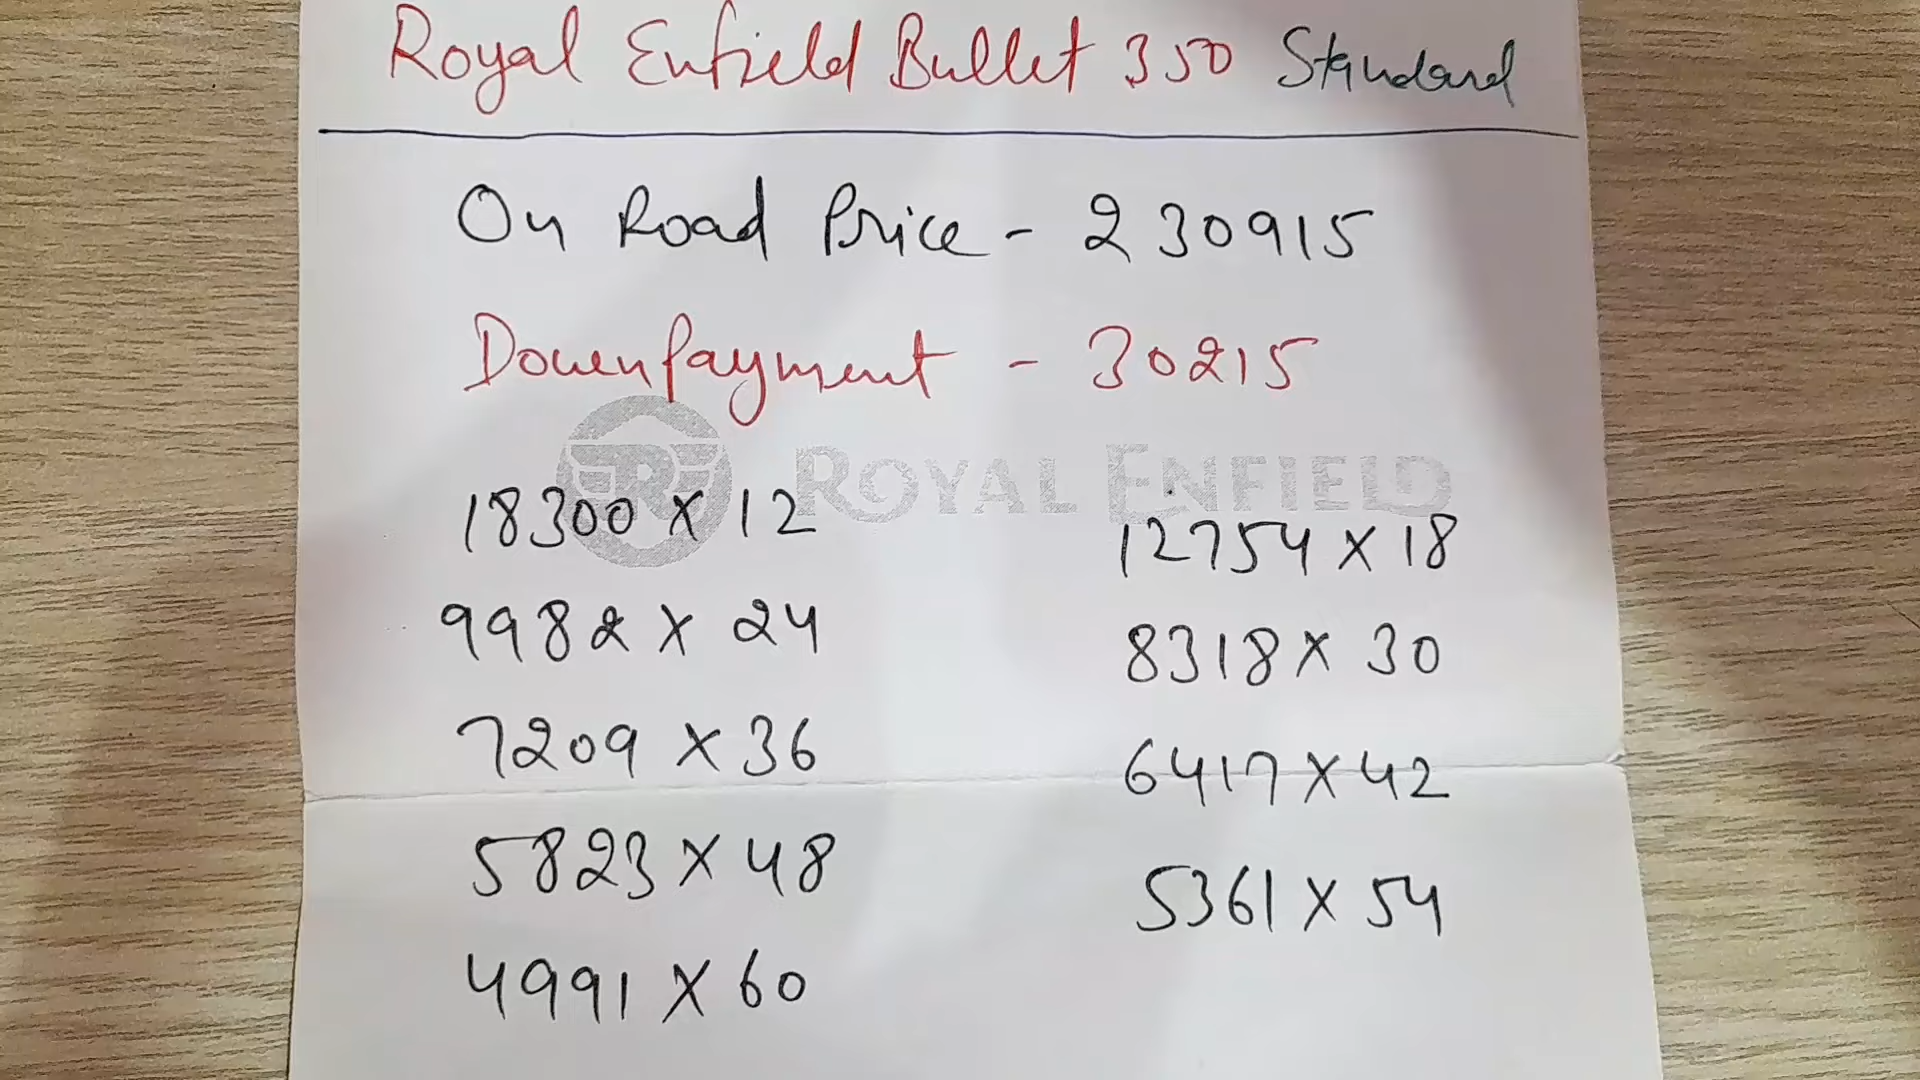 Royal Enfield Bullet 350 Standard
On Road Price - 230915
Downpayment - 30215
ROYAL ENFIELD
18300 X 12
12754 X 18
9982 X 24
8318 X 30
7209 X 36
6417 X 42
5823 X 48
5361 X 54
4991 X 60